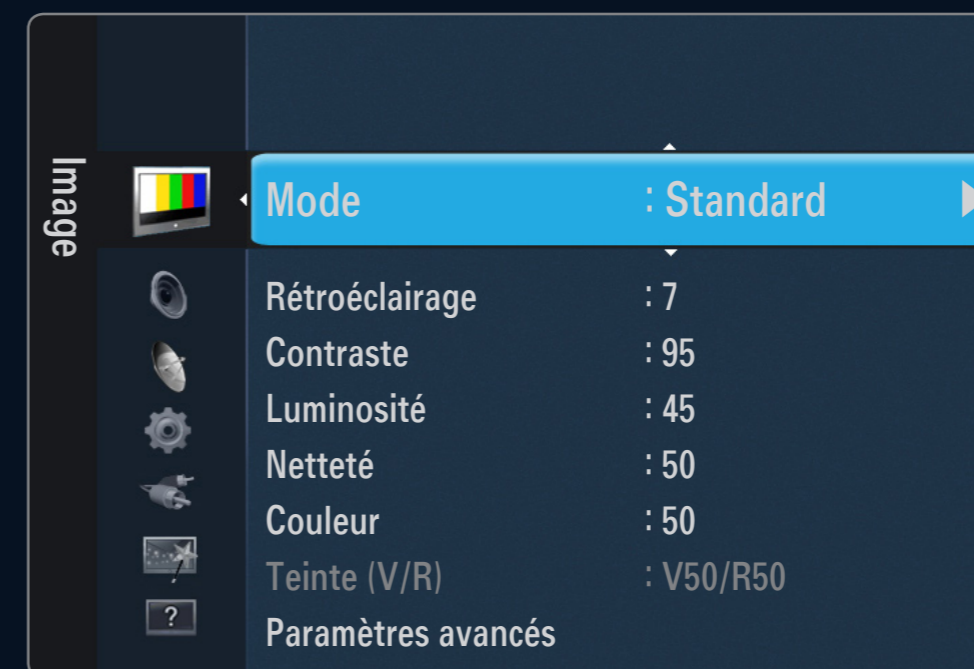 Image
Mode : Standard
Rétroéclairage : 7
Contraste : 95
Luminosité : 45
Netteté : 50
Couleur : 50
Teinte (V/R) : V50/R50
Paramètres avancés
?